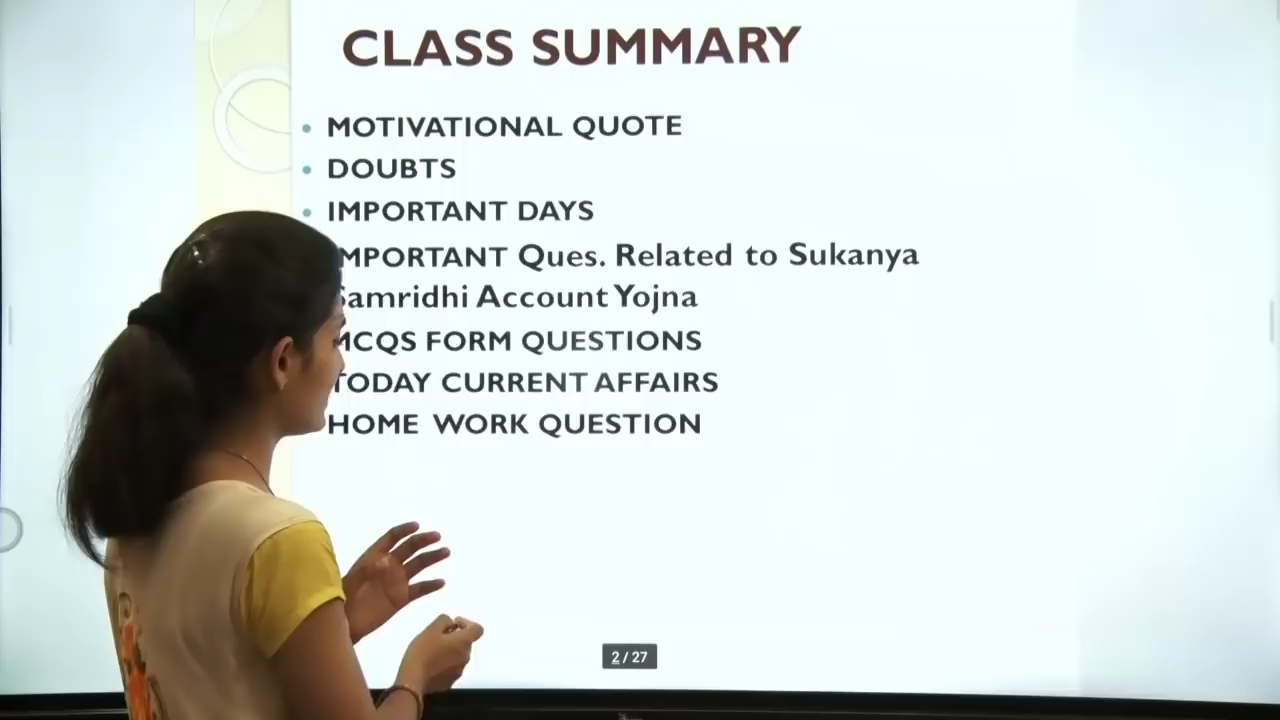 CLASS SUMMARY
• MOTIVATIONAL QUOTE
• DOUBTS
• IMPORTANT DAYS
IMPORTANT Ques. Related to Sukanya
Samridhi Account Yojna
MCQS FORM QUESTIONS
TODAY CURRENT AFFAIRS
HOME WORK QUESTION
2 / 27